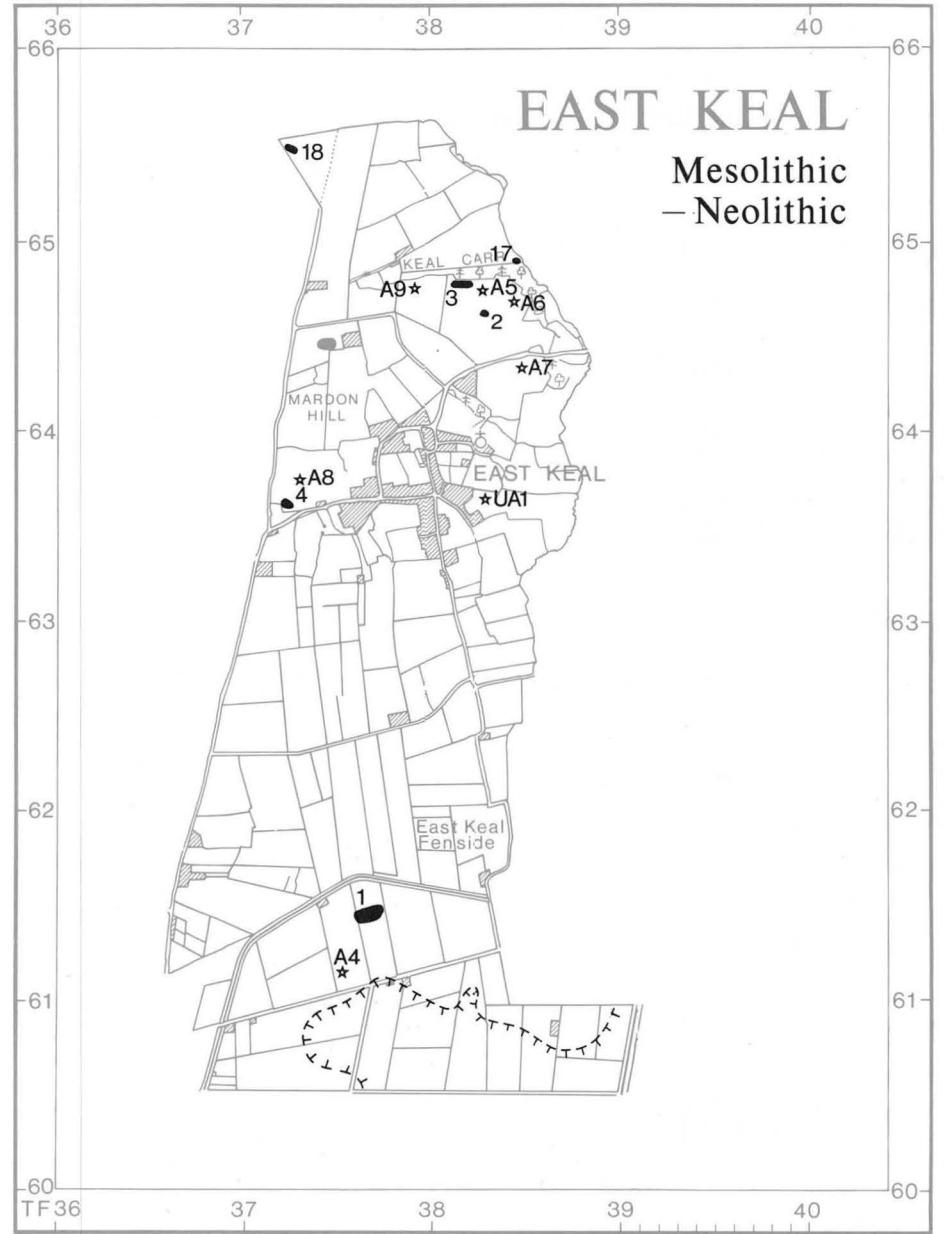 36 37 38 39 40
66 66
EAST KEAL
Mesolithic
– Neolithic
18
65 65
17
KEAL CARR
A9 3 A5
A6
2
A7
MARDON
HILL
64 64
EAST KEAL
A8
4 UA1
63 63
62 62
East Keal
Fenside
1
A4
61 61
60 60
TF 36 37 38 39 40